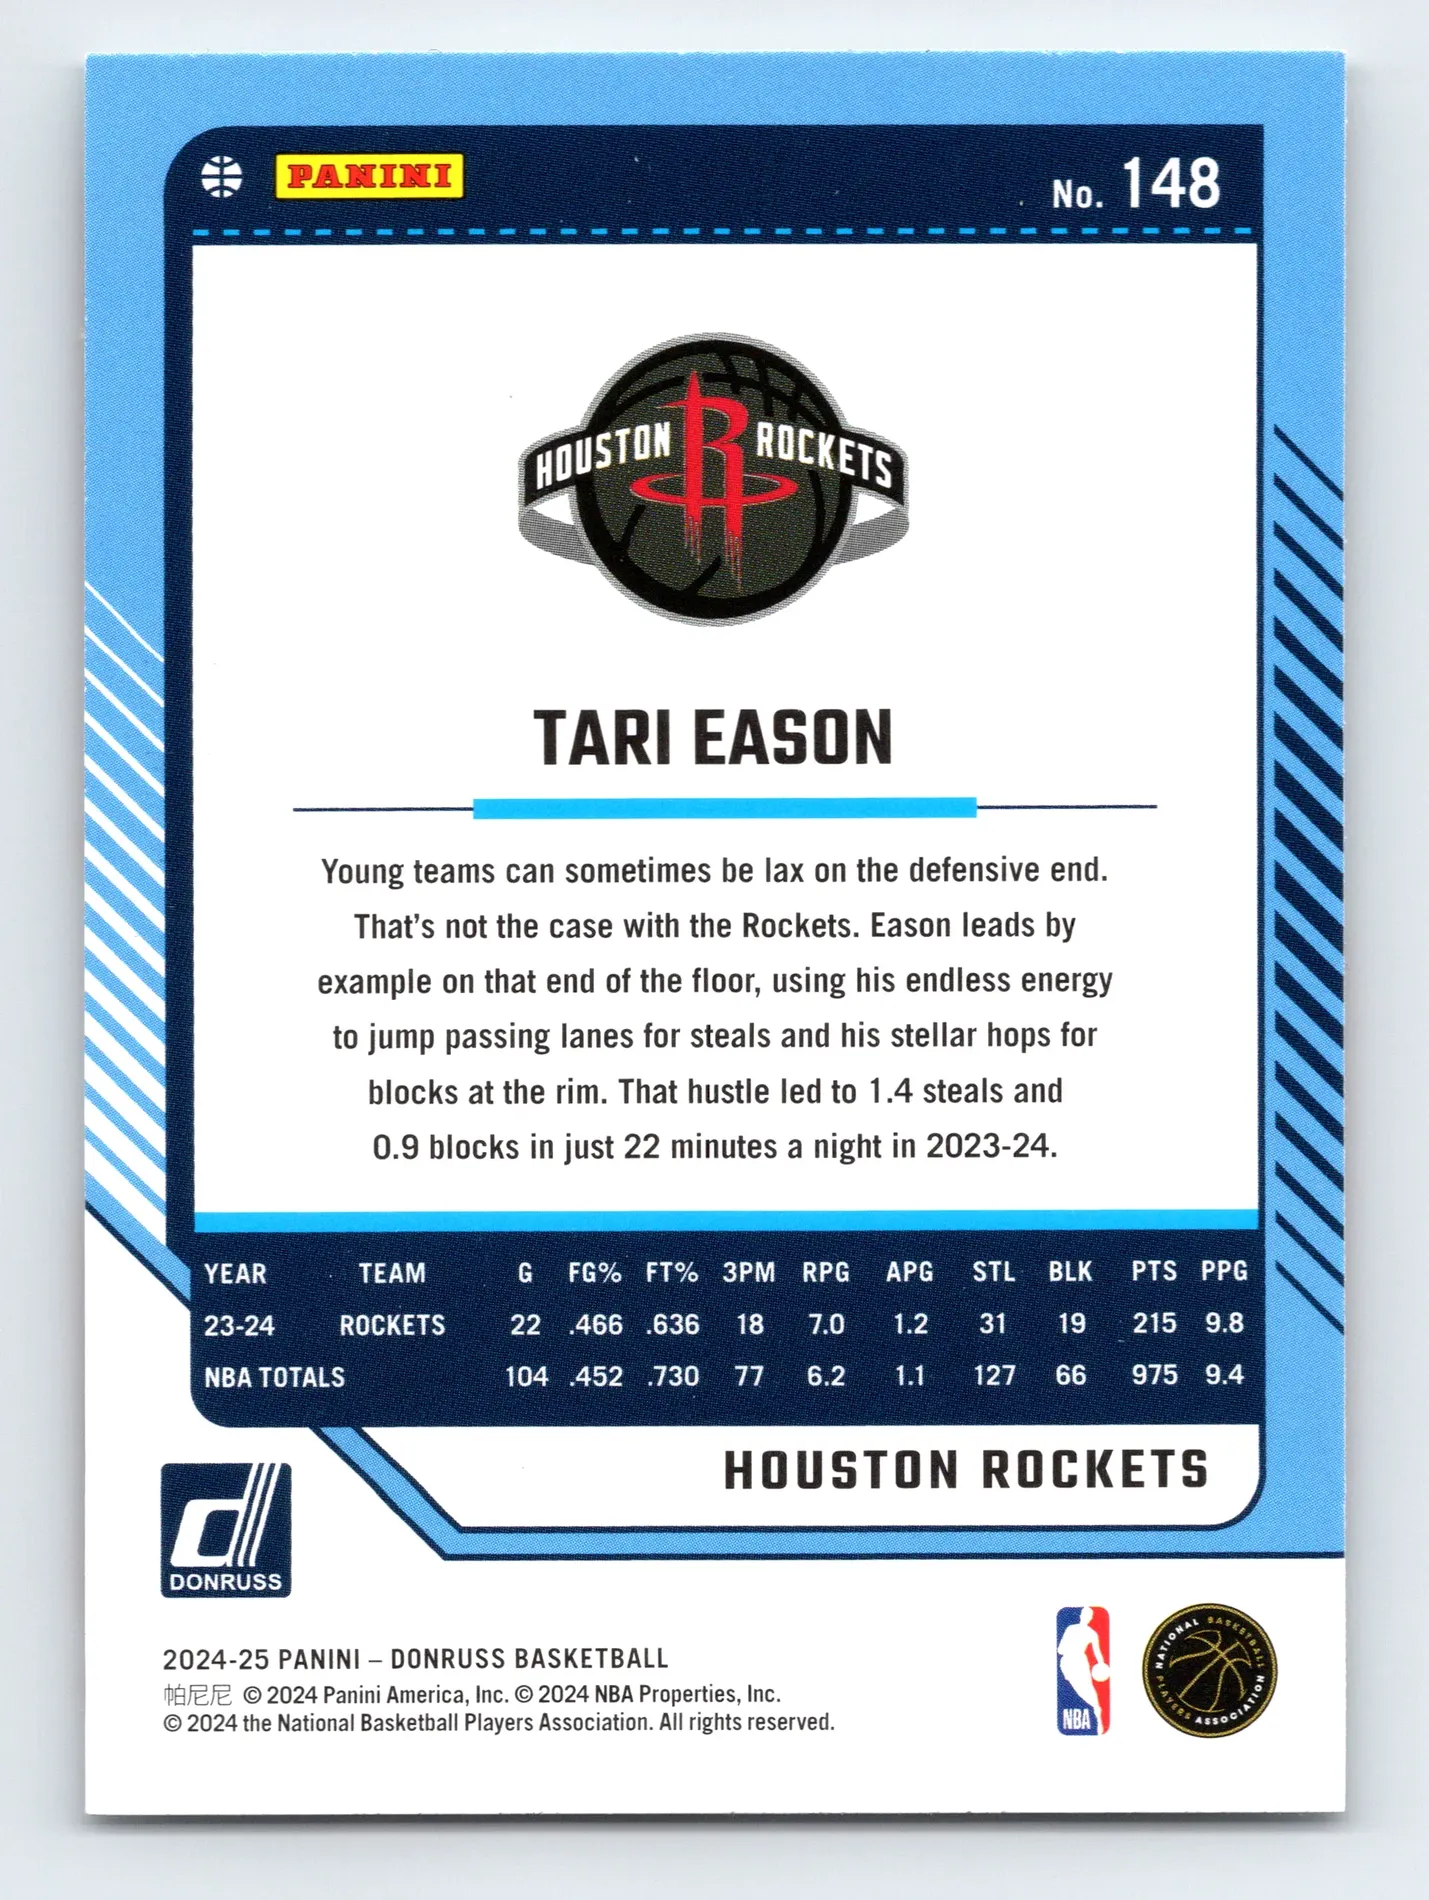 PANINI
No. 148
HOUSTON ROCKETS
TARI EASON
Young teams can sometimes be lax on the defensive end.
That's not the case with the Rockets. Eason leads by
example on that end of the floor, using his endless energy
to jump passing lanes for steals and his stellar hops for
blocks at the rim. That hustle led to 1.4 steals and
0.9 blocks in just 22 minutes a night in 2023-24.
YEAR TEAM G FG% FT% 3PM RPG APG STL BLK PTS PPG
23-24 ROCKETS 22 .466 .636 18 7.0 1.2 31 19 215 9.8
NBA TOTALS 104 .452 .730 77 6.2 1.1 127 66 975 9.4
HOUSTON ROCKETS
d
DONRUSS
2024-25 PANINI – DONRUSS BASKETBALL
帕尼尼 © 2024 Panini America, Inc. © 2024 NBA Properties, Inc.
© 2024 the National Basketball Players Association. All rights reserved.
NBA
NATIONAL BASKETBALL PLAYERS ASSOCIATION